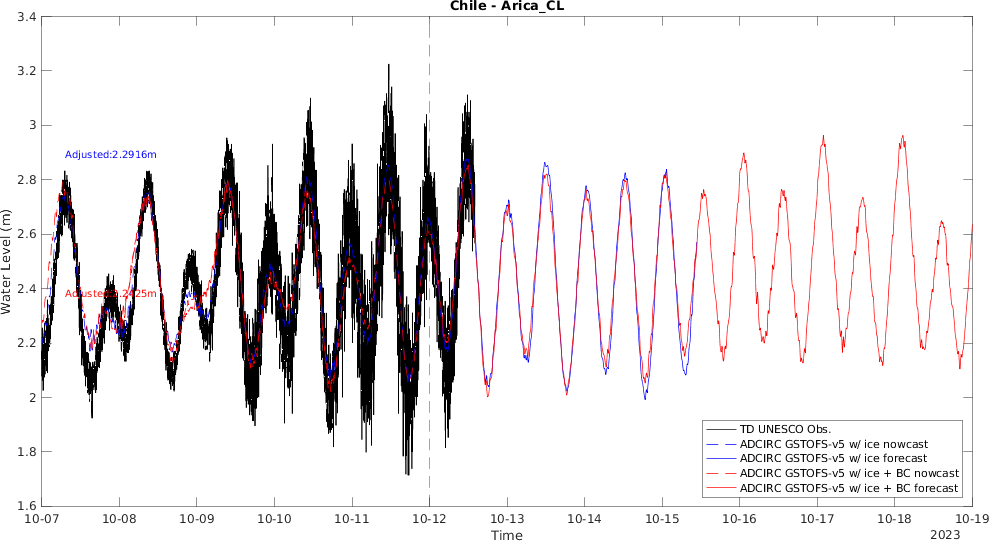 Chile - Arica_CL
3.4
3.2
3
2.8
2.6
2.4
2.2
2
1.8
1.6
Water Level (m)
Adjusted:2.2916m
Adjusted:2.2425m
TD UNESCO Obs.
ADCIRC GSTOFS-v5 w/ ice nowcast
ADCIRC GSTOFS-v5 w/ ice forecast
ADCIRC GSTOFS-v5 w/ ice + BC nowcast
ADCIRC GSTOFS-v5 w/ ice + BC forecast
10-07 10-08 10-09 10-10 10-11 10-12 10-13 10-14 10-15 10-16 10-17 10-18 10-19
Time
2023